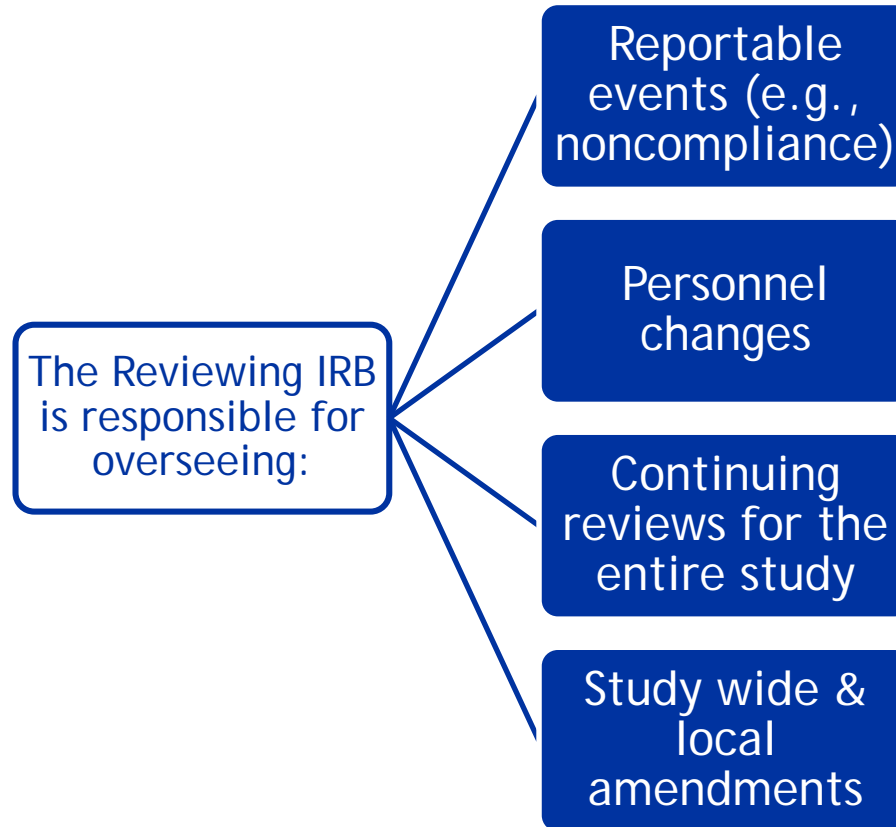 The Reviewing IRB
is responsible for
overseeing:
Reportable
events (e.g.,
noncompliance)
Personnel
changes
Continuing
reviews for the
entire study
Study wide &
local
amendments